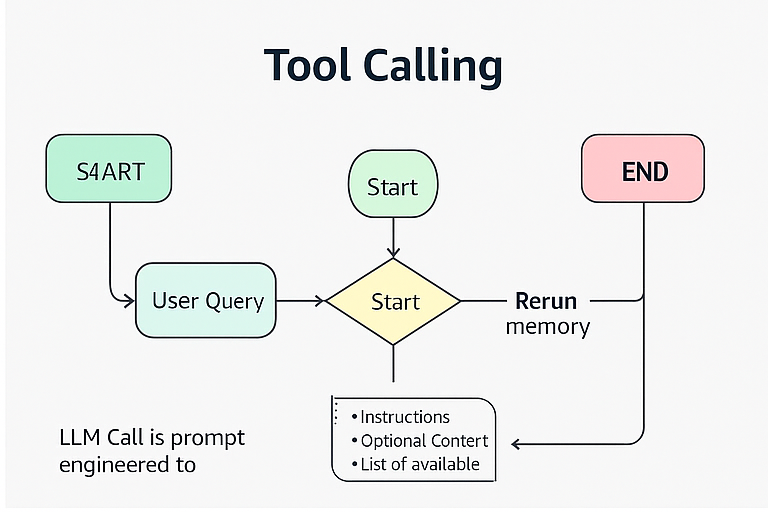 Tool Calling
S4ART
Start
END
User Query
Start
Rerun
memory
• Instructions
• Optional Contert
• List of available
LLM Call is prompt
engineered to